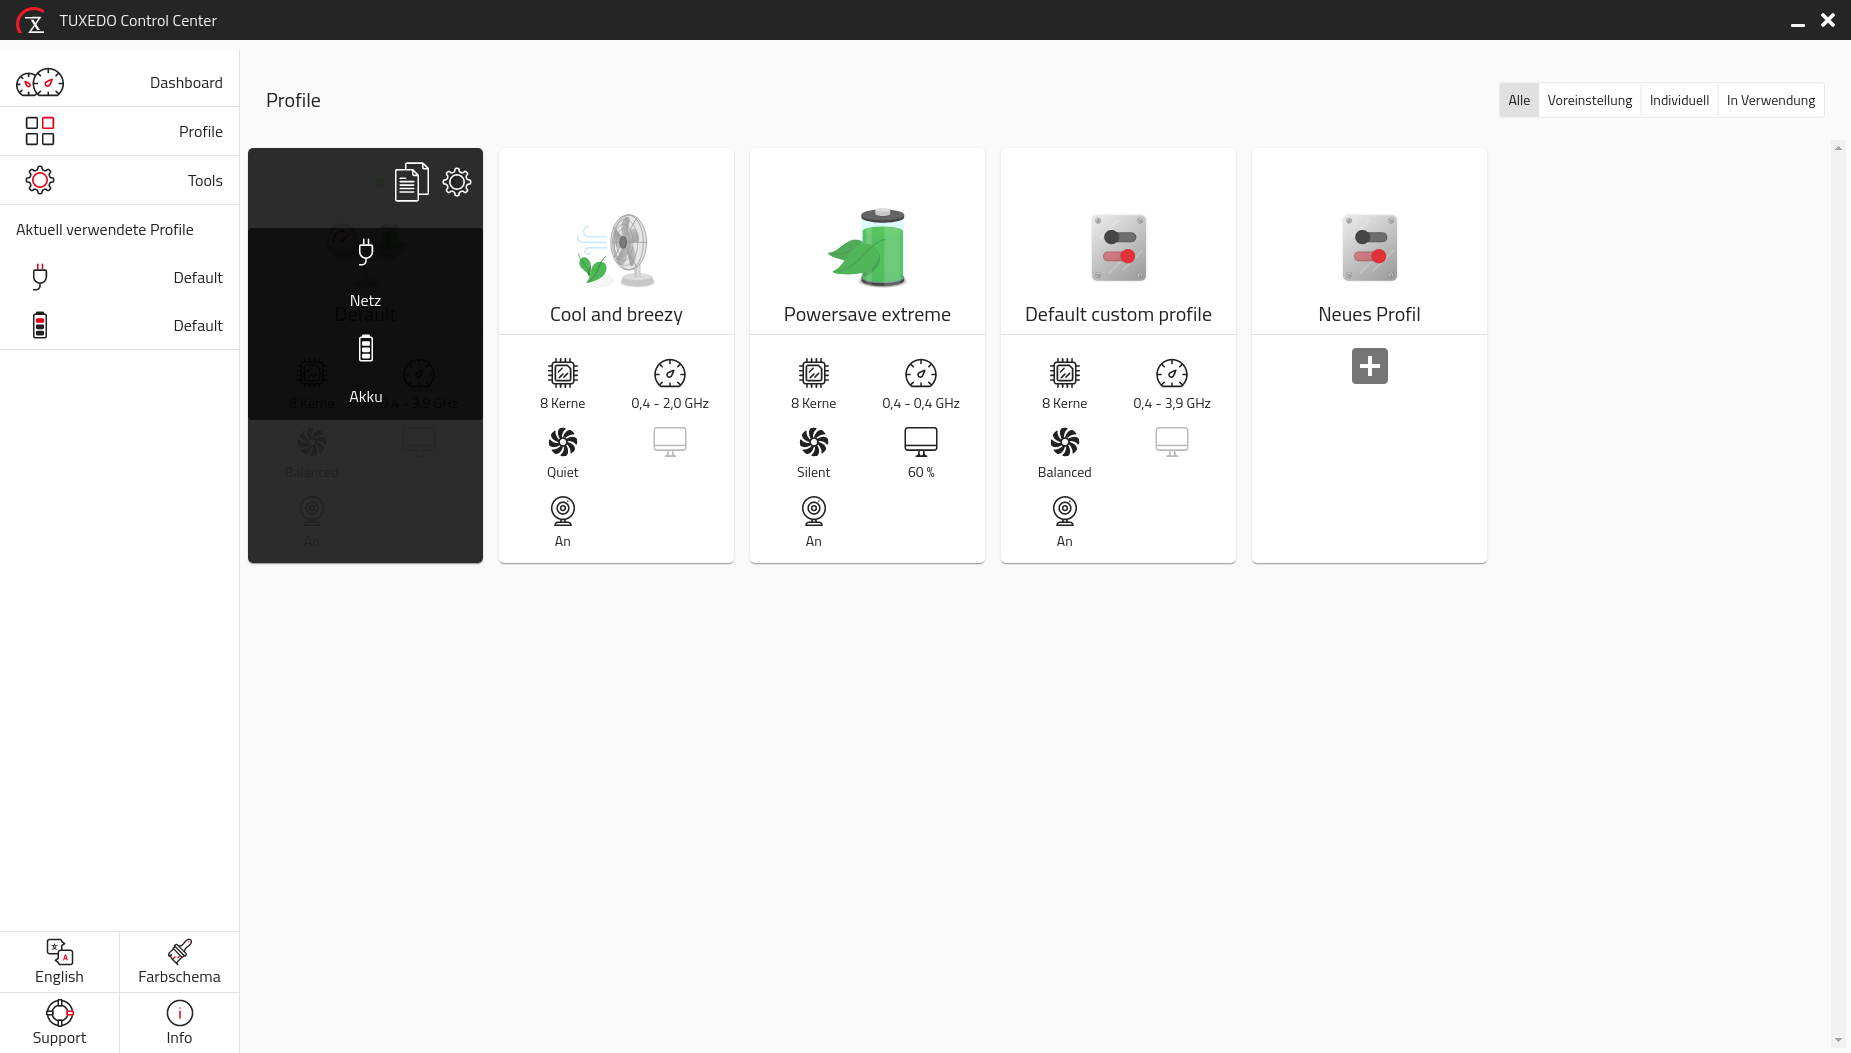 TUXEDO Control Center
Dashboard
Profile
Tools
Aktuell verwendete Profile
Default
Default
English
Farbschema
Support
Info
Profile
Alle
Voreinstellung
Individuell
In Verwendung
Netz
Default
Akku
8 Kerne
0,4 - 3,9 GHz
Balanced
An
Cool and breezy
8 Kerne
0,4 - 2,0 GHz
Quiet
An
Powersave extreme
8 Kerne
0,4 - 0,4 GHz
Silent
60 %
An
Default custom profile
8 Kerne
0,4 - 3,9 GHz
Balanced
An
Neues Profil